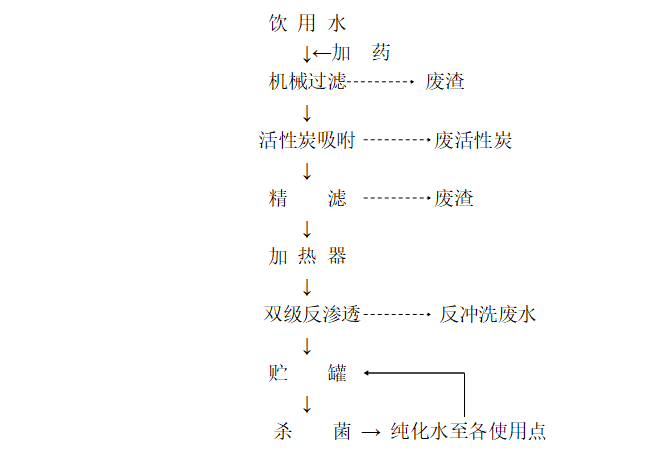 饮用水
↓←加药
机械过滤 → 废渣
↓
活性炭吸附 → 废活性炭
↓
精滤 → 废渣
↓
加热器
↓
双级反渗透 → 反冲洗废水
↓
贮罐
↓
杀菌 → 纯化水至各使用点